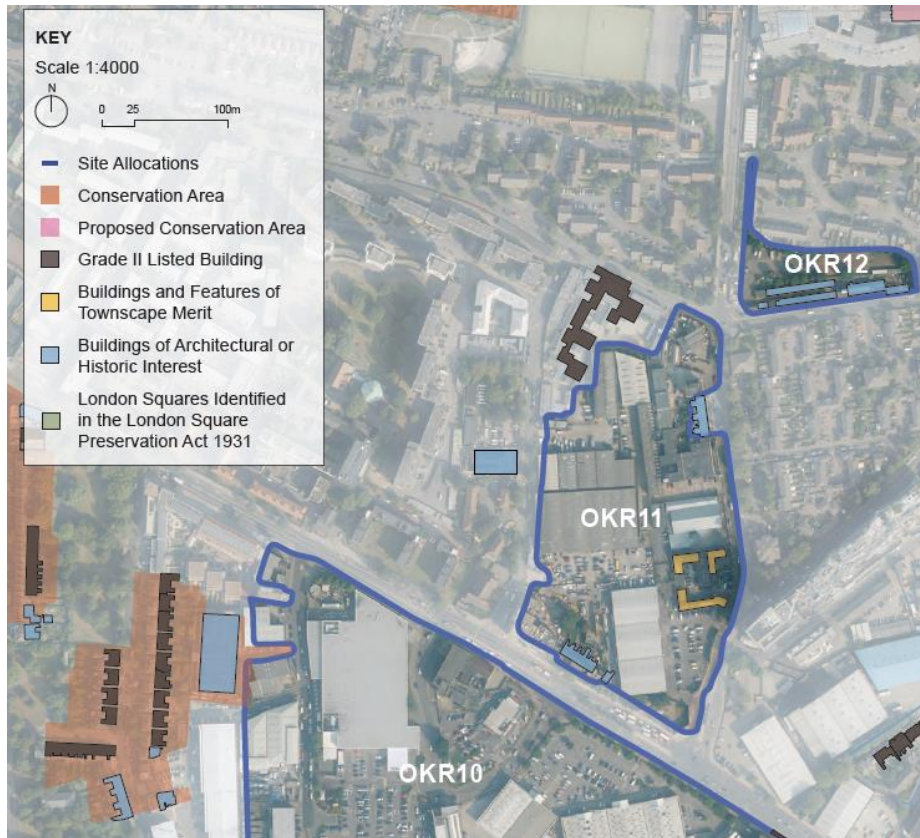 KEY
Scale 1:4000
N
0 25 100m
Site Allocations
Conservation Area
Proposed Conservation Area
Grade II Listed Building
Buildings and Features of
Townscape Merit
Buildings of Architectural or
Historic Interest
London Squares Identified
in the London Square
Preservation Act 1931
OKR12
OKR11
OKR10